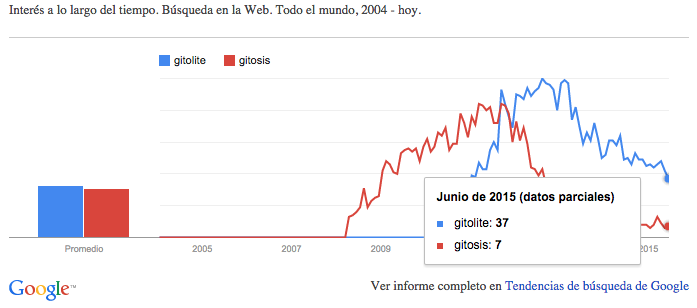 Interés a lo largo del tiempo. Búsqueda en la Web. Todo el mundo, 2004 - hoy.
gitolite gitosis
Junio de 2015 (datos parciales)
gitolite: 37
gitosis: 7
Promedio 2005 2007 2009 2015
Google™ Ver informe completo en Tendencias de búsqueda de Google